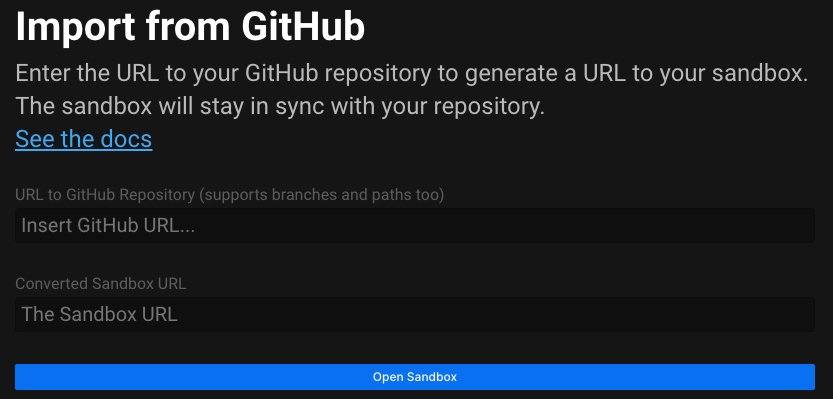 Import from GitHub
Enter the URL to your GitHub repository to generate a URL to your sandbox.
The sandbox will stay in sync with your repository.
See the docs
URL to GitHub Repository (supports branches and paths too)
Insert GitHub URL...
Converted Sandbox URL
The Sandbox URL
Open Sandbox